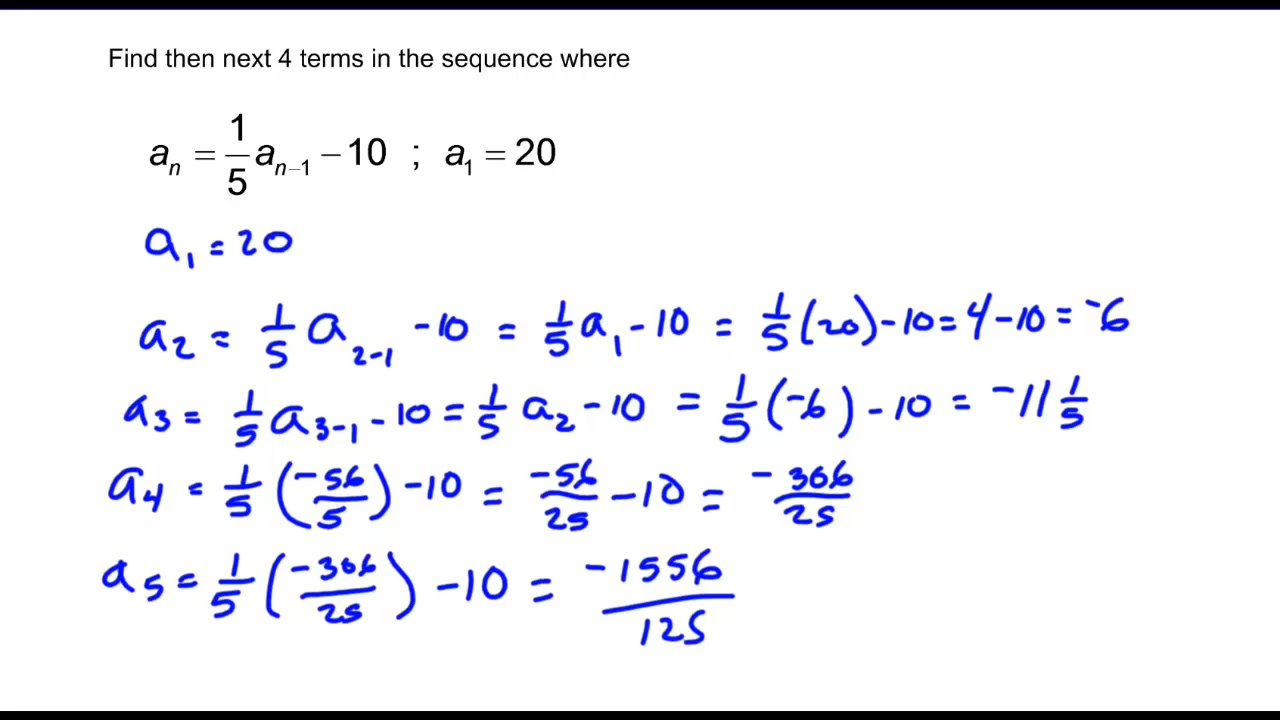 Find then next 4 terms in the sequence where
aₙ = 1/5 aₙ₋₁ − 10 ; a₁ = 20
a₁ = 20
a₂ = 1/5 a₂₋₁ - 10 = 1/5 a₁ - 10 = 1/5 (20) - 10 = 4 - 10 = -6
a₃ = 1/5 a₃₋₁ - 10 = 1/5 a₂ - 10 = 1/5 (-6) - 10 = -11 1/5
a₄ = 1/5 (-56/5) - 10 = -56/25 - 10 = -306/25
a₅ = 1/5 (-306/25) - 10 = -1556/125